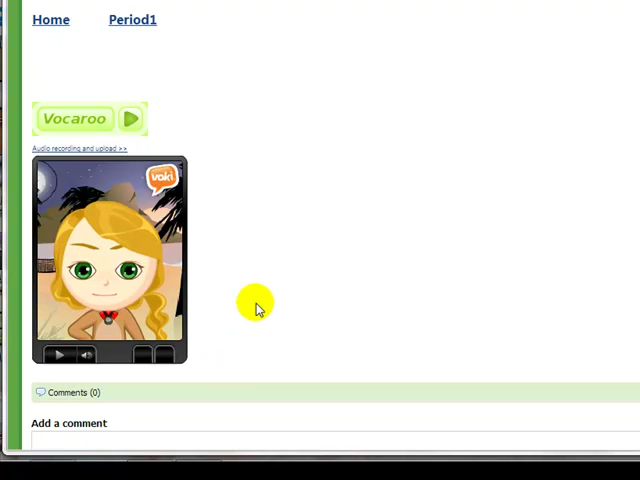 Home Period1
Vocaroo
Audio recording and upload >>
voki
Comments (0)
Add a comment